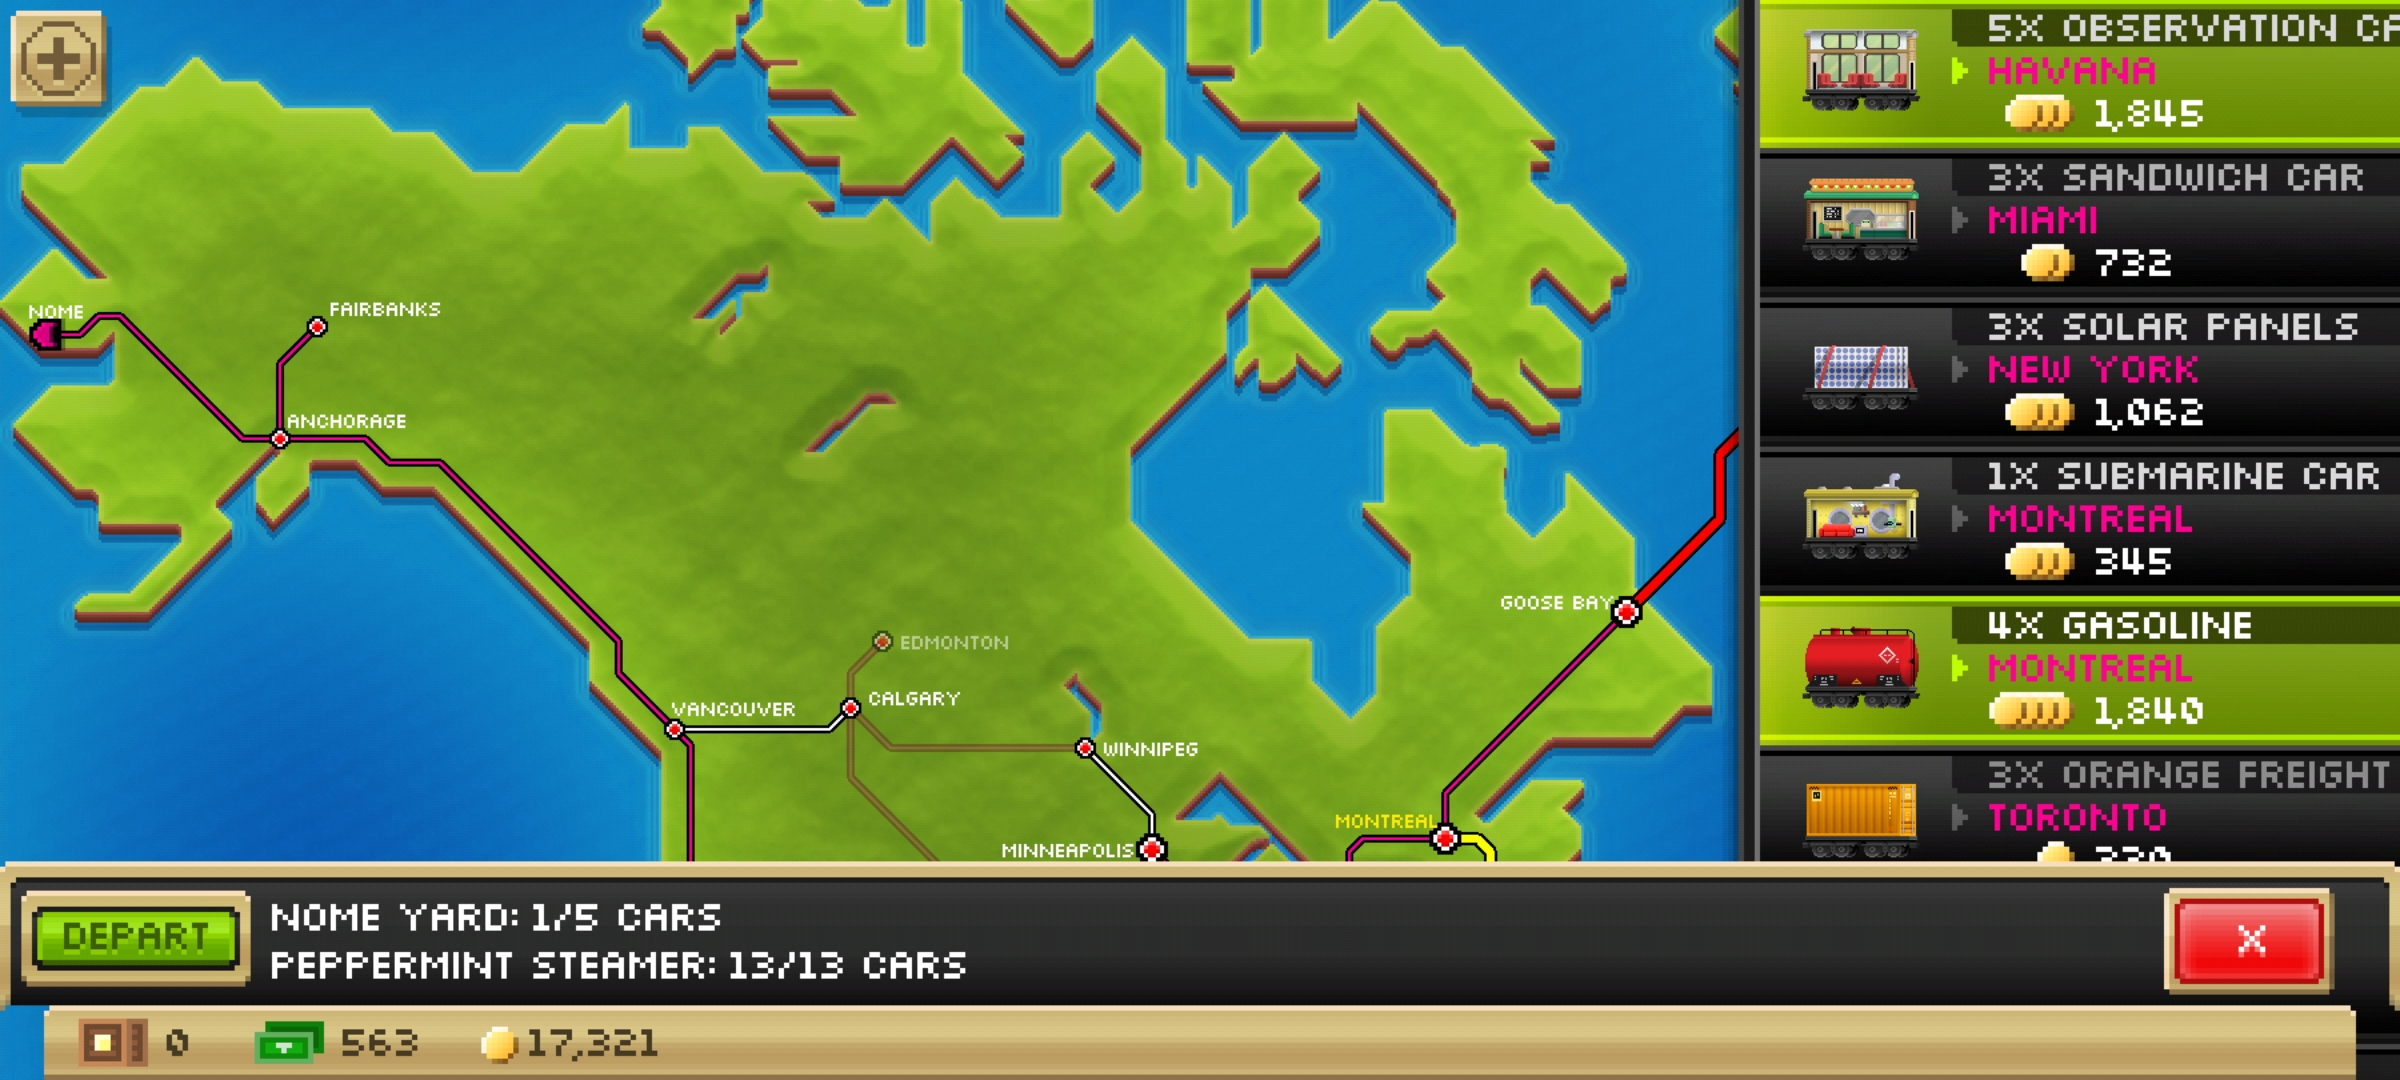 NOME
FAIRBANKS
ANCHORAGE
EDMONTON
CALGARY
VANCOUVER
WINNIPEG
MINNEAPOLIS
GOOSE BAY
MONTREAL
5X OBSERVATION CA
HAVANA
1,845
3X SANDWICH CAR
MIAMI
732
3X SOLAR PANELS
NEW YORK
1,062
1X SUBMARINE CAR
MONTREAL
345
4X GASOLINE
MONTREAL
1,840
3X ORANGE FREIGHT
TORONTO
DEPART
NOME YARD: 1/5 CARS
PEPPERMINT STEAMER: 13/13 CARS
X
0
563
17,321